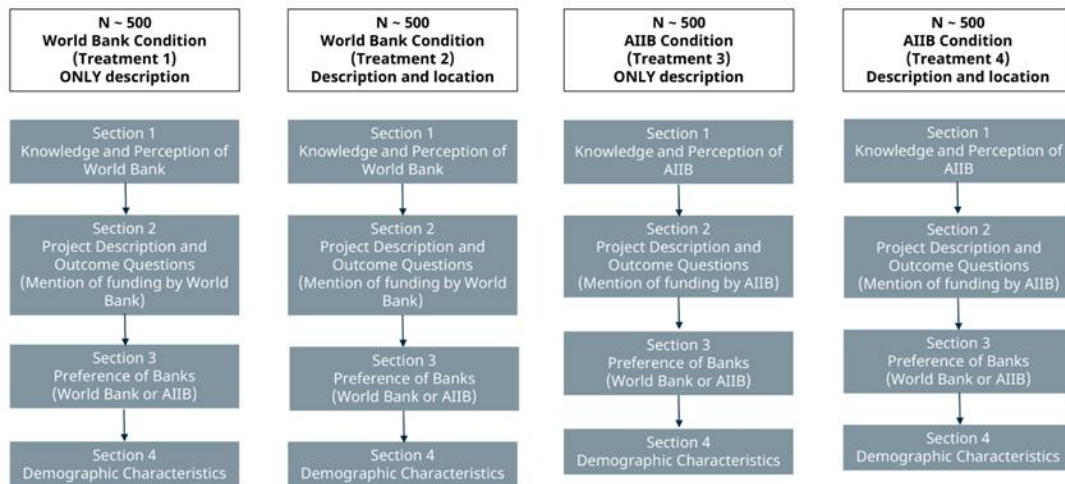 N ~ 500
World Bank Condition
(Treatment 1)
ONLY description
Section 1
Knowledge and Perception of
World Bank
Section 2
Project Description and
Outcome Questions
(Mention of funding by World
Bank)
Section 3
Preference of Banks
(World Bank or AIIB)
Section 4
Demographic Characteristics
N ~ 500
World Bank Condition
(Treatment 2)
Description and location
Section 1
Knowledge and Perception of
World Bank
Section 2
Project Description and
Outcome Questions
(Mention of funding by World
Bank)
Section 3
Preference of Banks
(World Bank or AIIB)
Section 4
Demographic Characteristics
N ~ 500
AIIB Condition
(Treatment 3)
ONLY description
Section 1
Knowledge and Perception of
AIIB
Section 2
Project Description and
Outcome Questions
(Mention of funding by AIIB)
Section 3
Preference of Banks
(World Bank or AIIB)
Section 4
Demographic Characteristics
N ~ 500
AIIB Condition
(Treatment 4)
Description and location
Section 1
Knowledge and Perception of
AIIB
Section 2
Project Description and
Outcome Questions
(Mention of funding by AIIB)
Section 3
Preference of Banks
(World Bank or AIIB)
Section 4
Demographic Characteristics